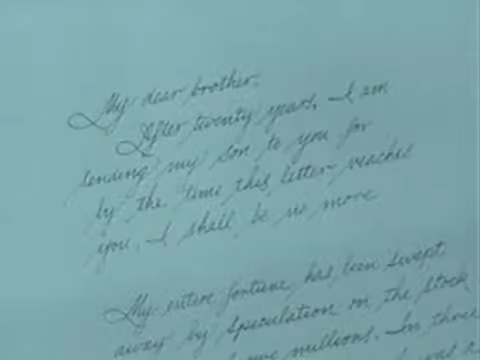 My dear brother.
After twenty years, I am
sending my son to you for
by the time this letter reaches
you, I shall be no more
My entire fortune has been swept
away by speculation on the stock
millions. In those